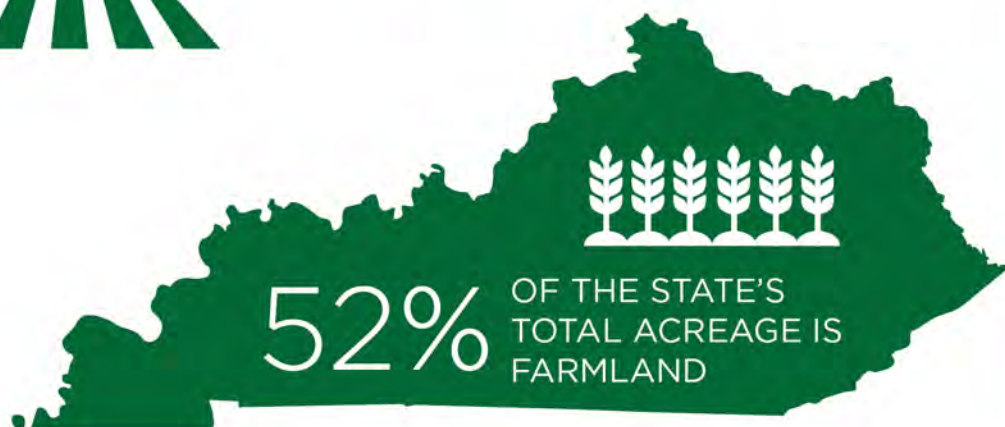 52%
OF THE STATE'S
TOTAL ACREAGE IS
FARMLAND